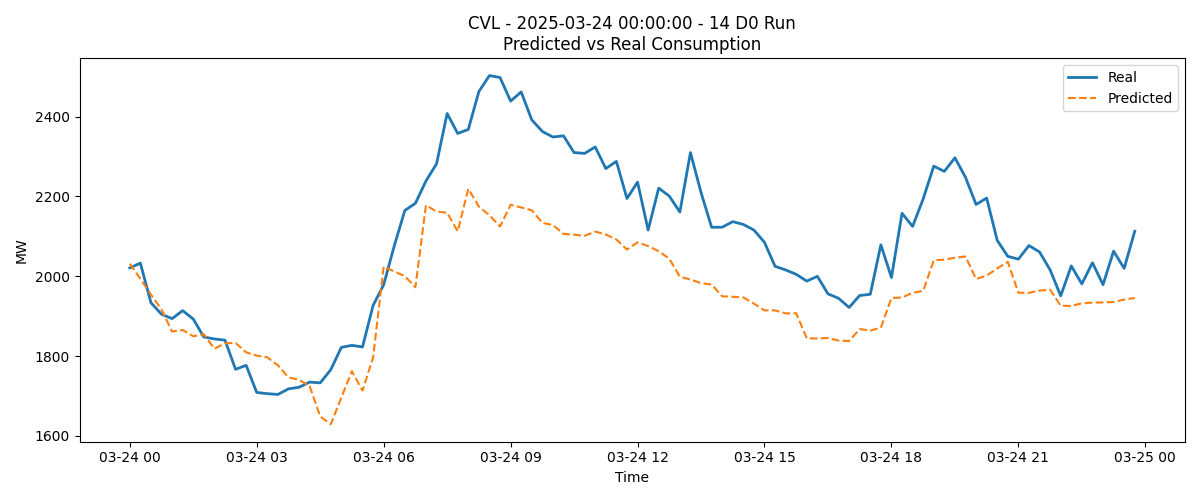 CVL - 2025-03-24 00:00:00 - 14 D0 Run
Predicted vs Real Consumption
Real
Predicted
MW
2400
2200
2000
1800
1600
03-24 00
03-24 03
03-24 06
03-24 09
03-24 12
03-24 15
03-24 18
03-24 21
03-25 00
Time